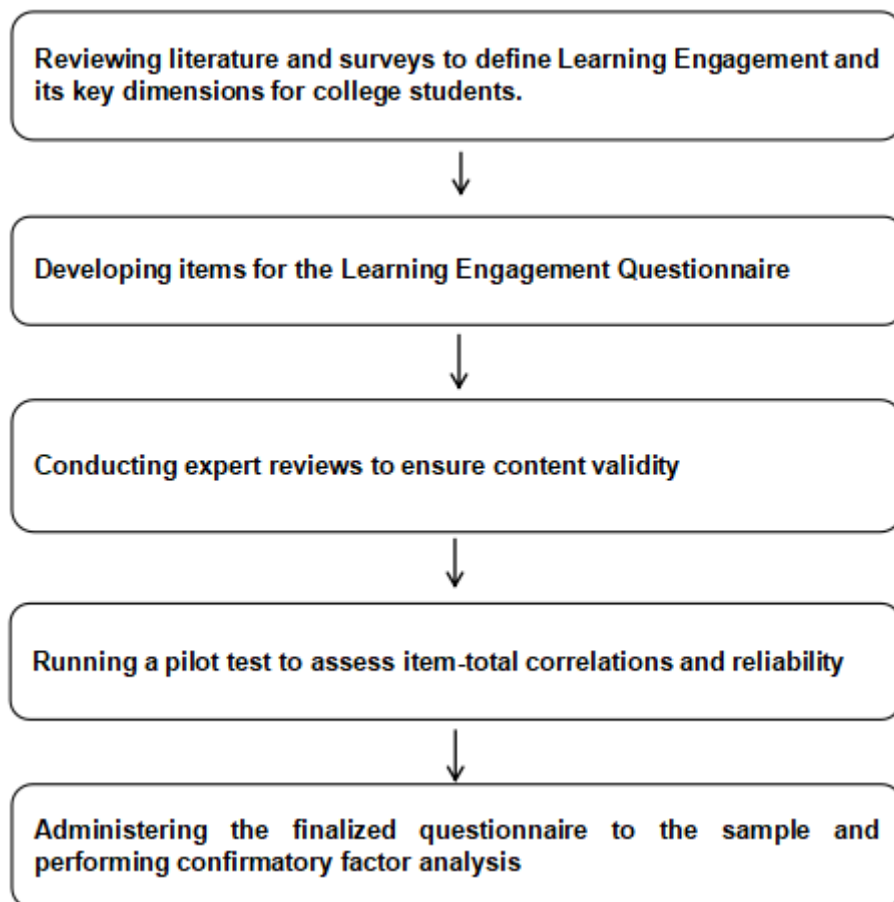 Reviewing literature and surveys to define Learning Engagement and
its key dimensions for college students.
Developing items for the Learning Engagement Questionnaire
Conducting expert reviews to ensure content validity
Running a pilot test to assess item-total correlations and reliability
Administering the finalized questionnaire to the sample and
performing confirmatory factor analysis